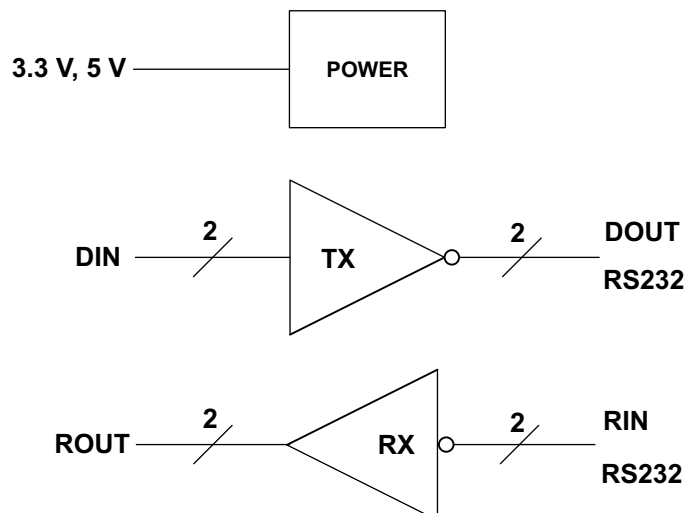 3.3 V, 5 V
POWER
2
2
DOUT
DIN
TX
RS232
2
2
RIN
ROUT
RX
RS232